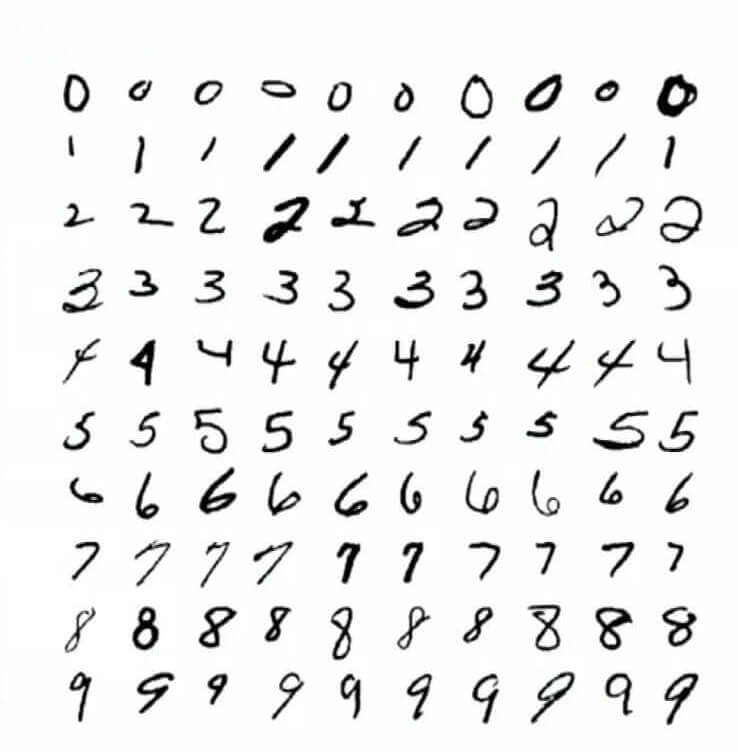 0 0 0 0 0 0 0 0 0 0
1 1 1 1 1 1 1 1 1 1
2 2 2 2 2 2 2 2 2 2
3 3 3 3 3 3 3 3 3 3
4 4 4 4 4 4 4 4 4 4
5 5 5 5 5 5 5 5 5 5
6 6 6 6 6 6 6 6 6 6
7 7 7 7 7 7 7 7 7 7
8 8 8 8 8 8 8 8 8 8
9 9 9 9 9 9 9 9 9 9